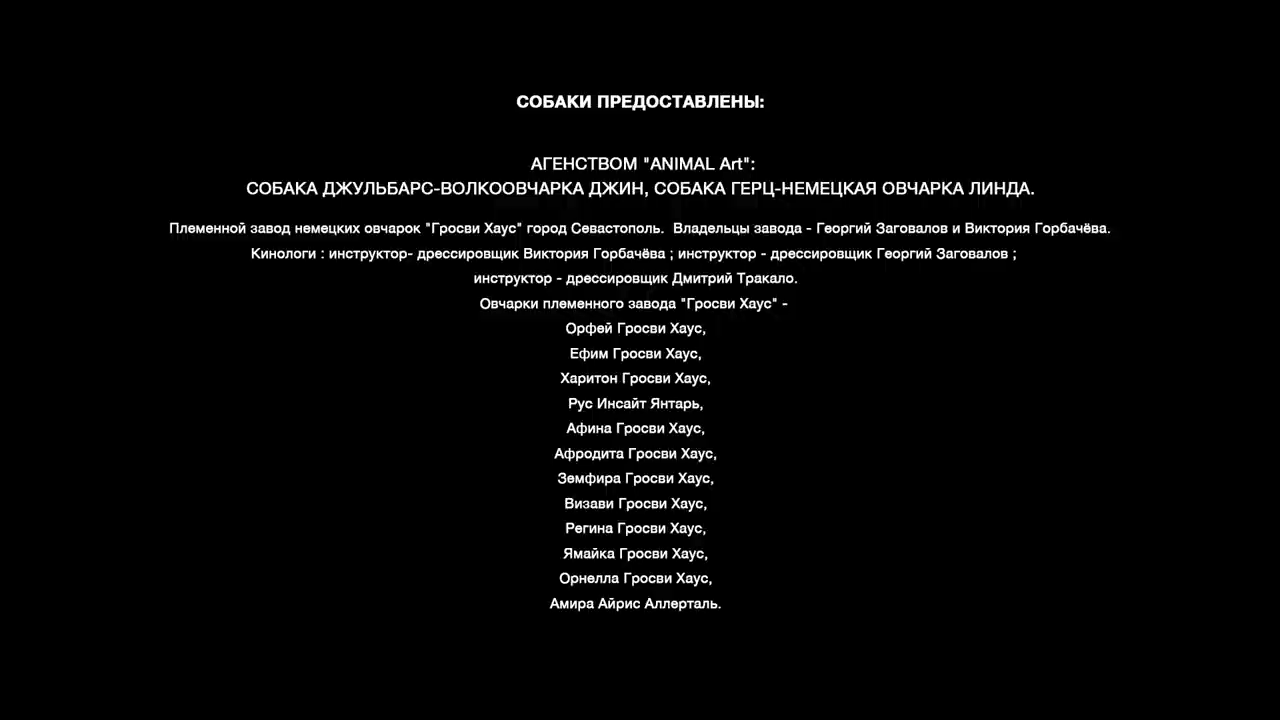 СОБАКИ ПРЕДОСТАВЛЕНЫ:
АГЕНСТВОМ "ANIMAL Art":
СОБАКА ДЖУЛЬБАРС-ВОЛКООВЧАРКА ДЖИН, СОБАКА ГЕРЦ-НЕМЕЦКАЯ ОВЧАРКА ЛИНДА.
Племенной завод немецких овчарок "Гросви Хаус" город Севастополь.  Владельцы завода - Георгий Заговалов и Виктория Горбачёва.
Кинологи : инструктор- дрессировщик Виктория Горбачёва ; инструктор - дрессировщик Георгий Заговалов ;
инструктор - дрессировщик Дмитрий Тракало.
Овчарки племенного завода "Гросви Хаус" -
Орфей Гросви Хаус,
Ефим Гросви Хаус,
Харитон Гросви Хаус,
Рус Инсайт Янтарь,
Афина Гросви Хаус,
Афродита Гросви Хаус,
Земфира Гросви Хаус,
Визави Гросви Хаус,
Регина Гросви Хаус,
Ямайка Гросви Хаус,
Орнелла Гросви Хаус,
Амира Айрис Аллерталь.